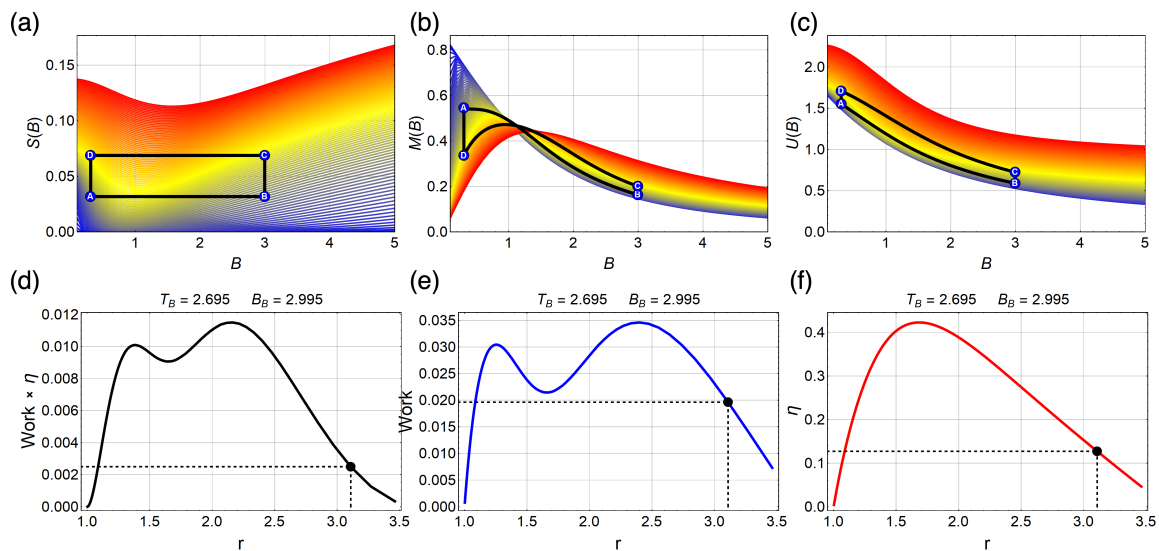 (a)
S(B)
0.15
0.10
0.05
0.00
D
C
A
B
0
1
2
3
4
5
B
(b)
M(B)
0.8
0.6
0.4
0.2
0.0
A
D
C
B
1
2
3
4
5
B
(c)
U(B)
2.0
1.5
1.0
0.5
0.0
D
A
C
B
1
2
3
4
5
B
(d)
T_B = 2.695 B_B = 2.995
Work × η
0.012
0.010
0.008
0.006
0.004
0.002
0.000
1.0
1.5
2.0
2.5
3.0
3.5
r
(e)
T_B = 2.695 B_B = 2.995
Work
0.035
0.030
0.025
0.020
0.015
0.010
0.005
0.000
1.0
1.5
2.0
2.5
3.0
3.5
r
(f)
T_B = 2.695 B_B = 2.995
η
0.4
0.3
0.2
0.1
0.0
1.0
1.5
2.0
2.5
3.0
3.5
r